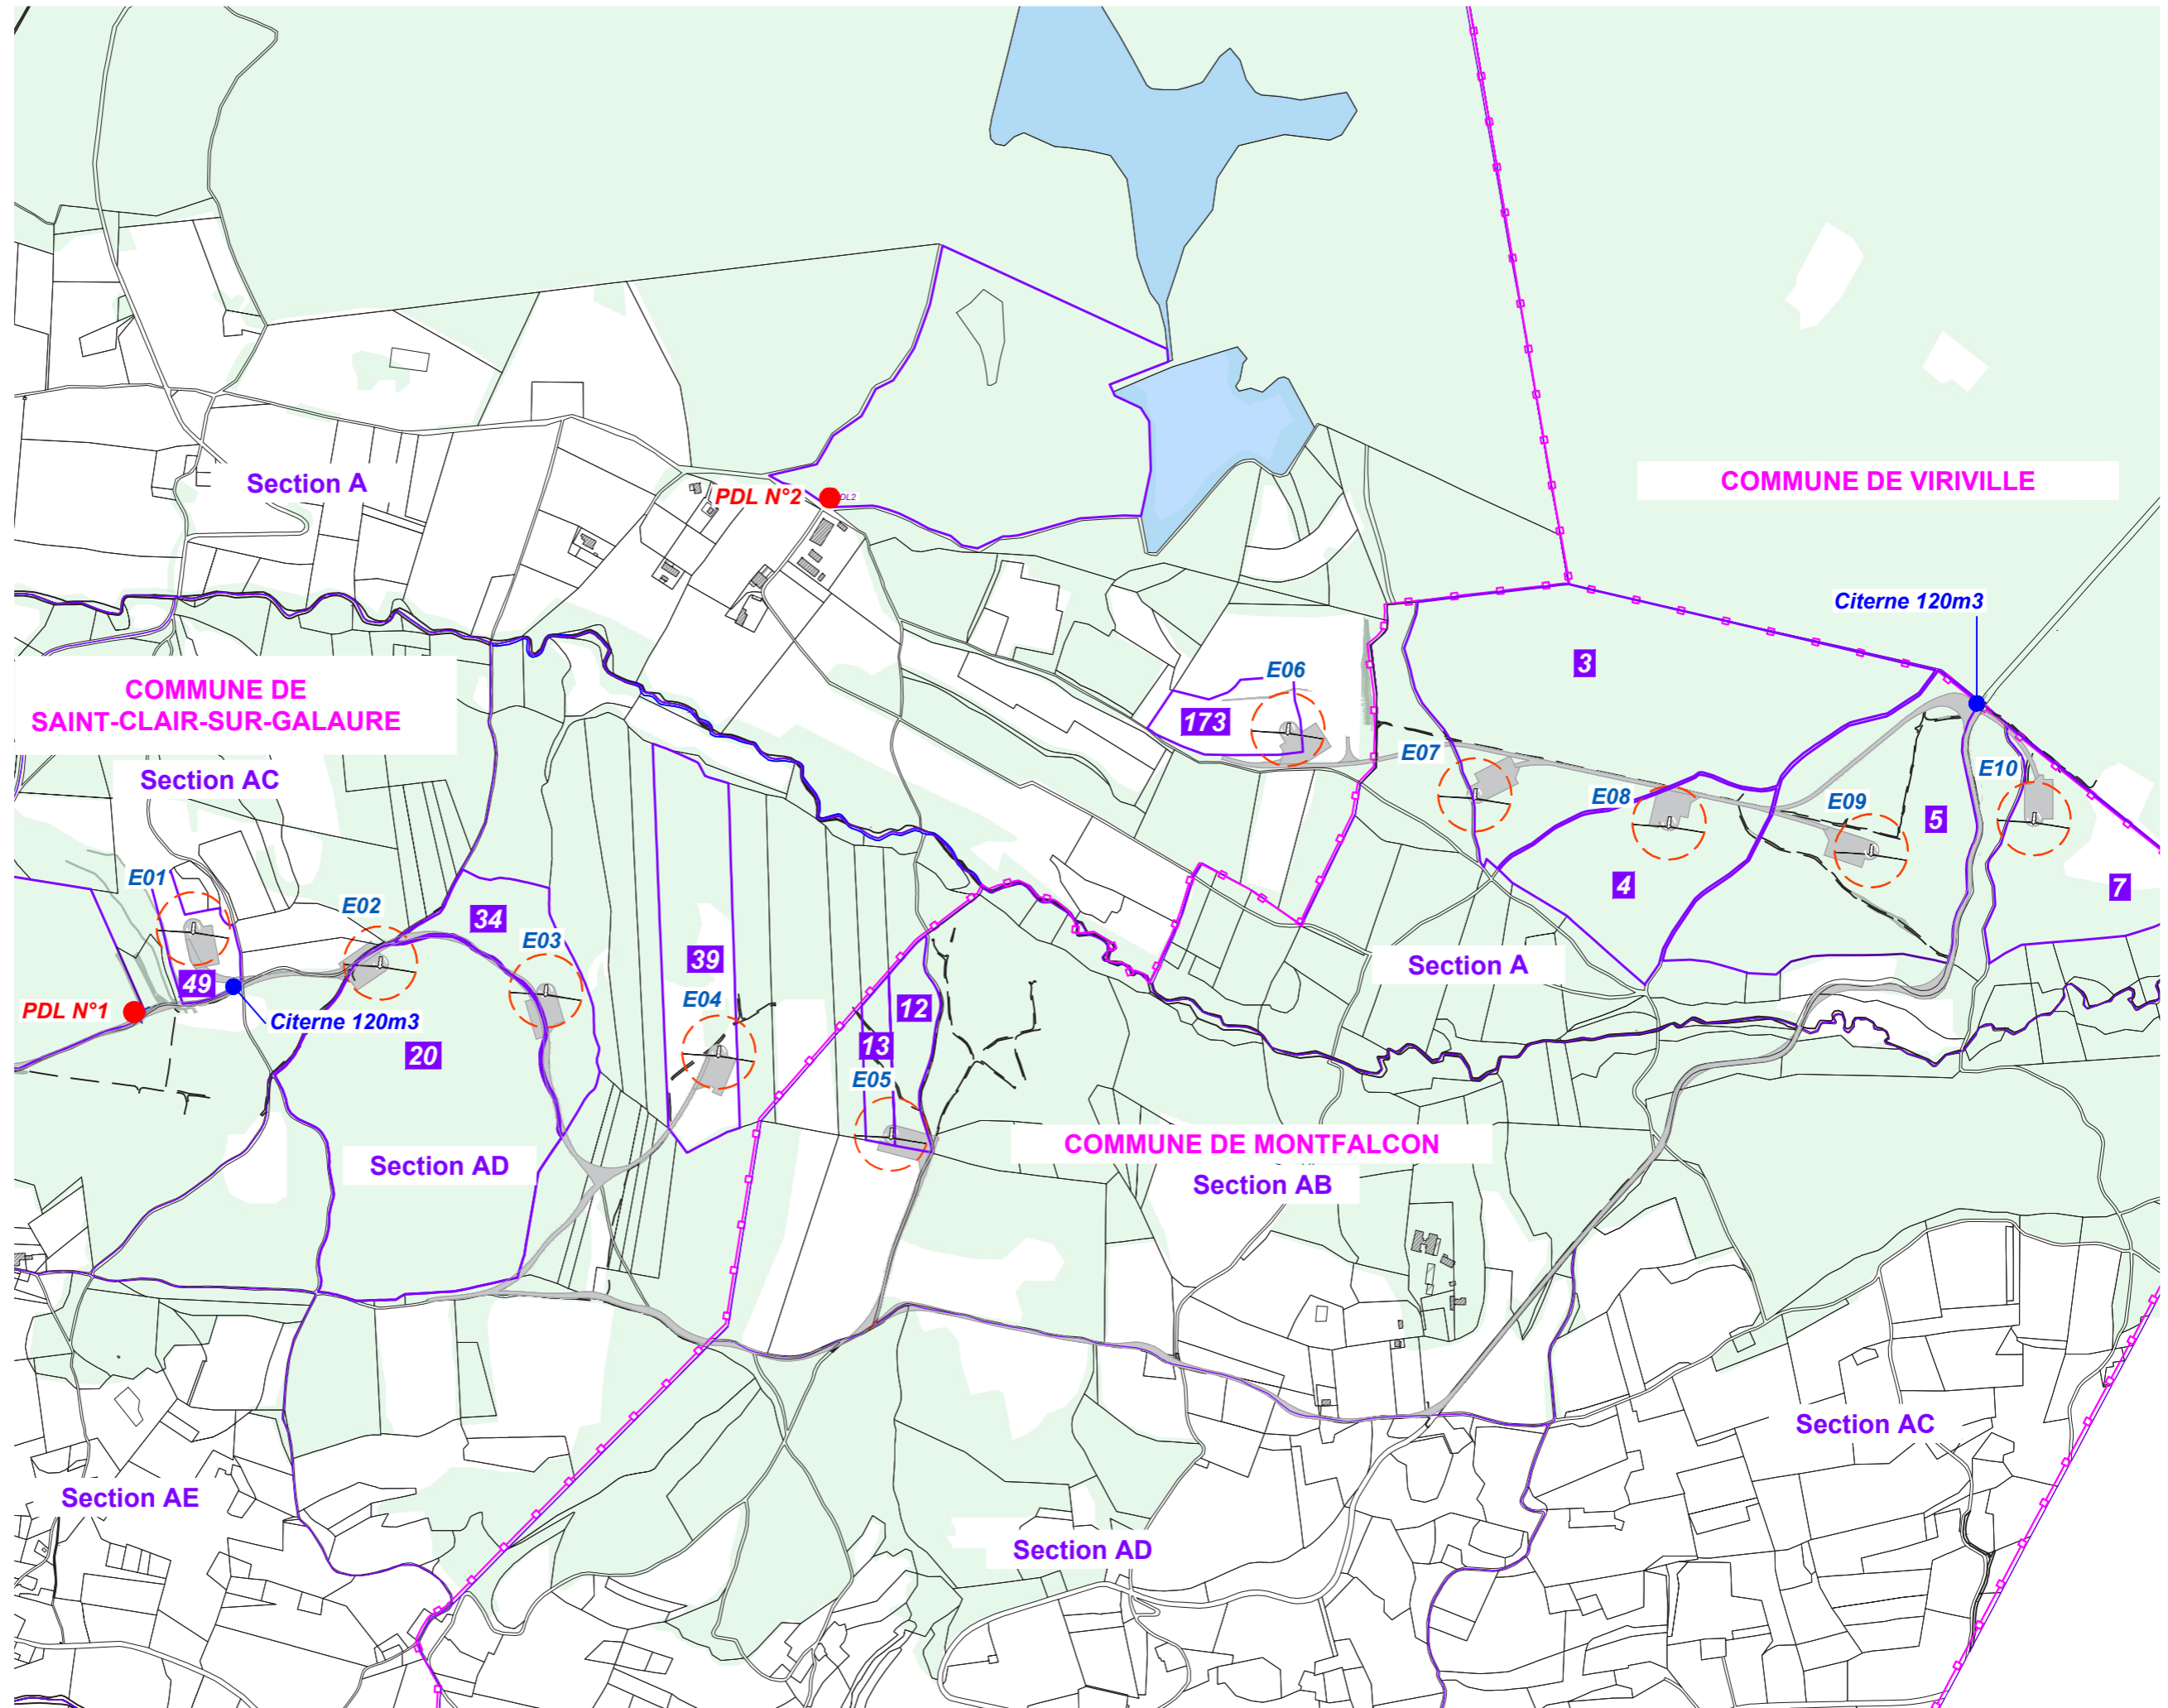 Section A
PDL N°2
DL2
COMMUNE DE VIRIVILLE
Citerne 120m3
COMMUNE DE
SAINT-CLAIR-SUR-GALAURE
3
E06
173
Section AC
E07
E08
E09
E10
5
E01
E02
34
E03
4
7
39
Section A
49
E04
12
PDL N°1
Citerne 120m3
20
13
E05
COMMUNE DE MONTFALCON
Section AD
Section AB
Section AC
Section AE
Section AD